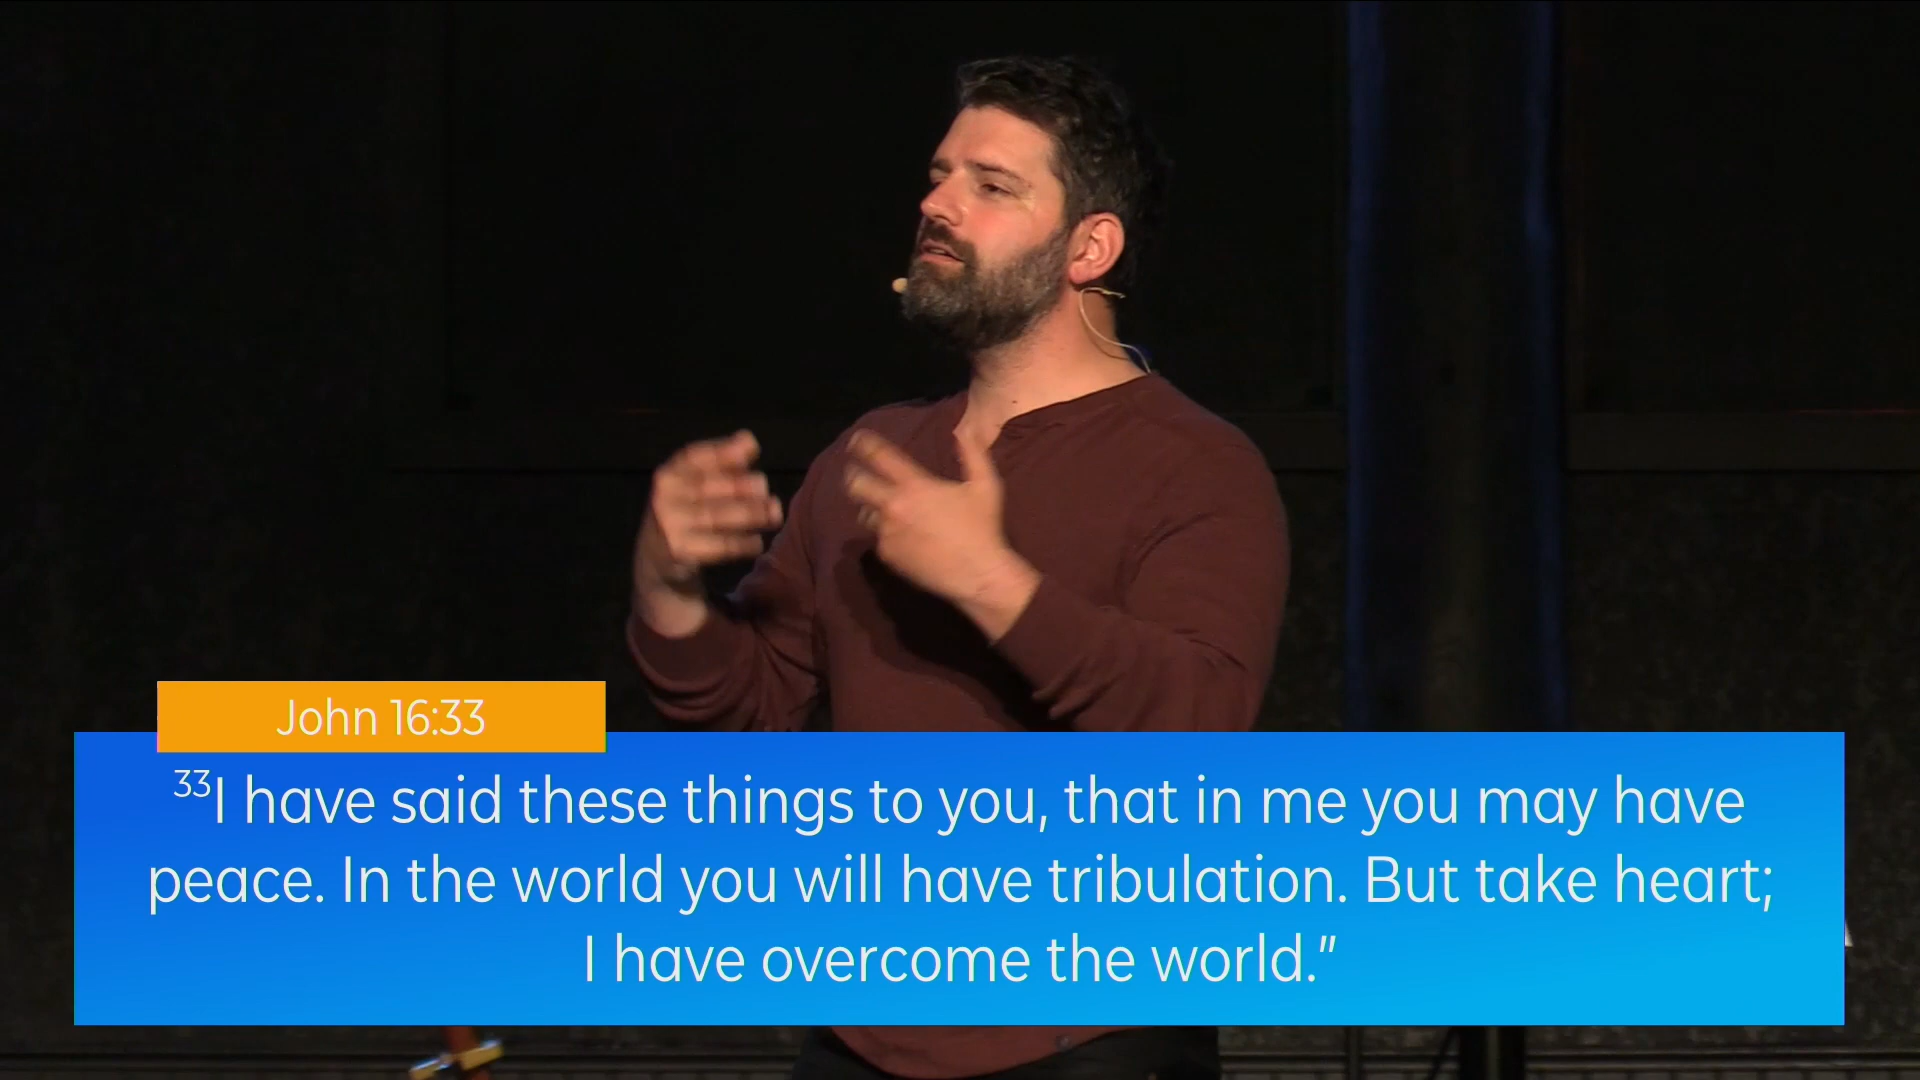 John 16:33
33I have said these things to you, that in me you may have
peace. In the world you will have tribulation. But take heart;
I have overcome the world.”